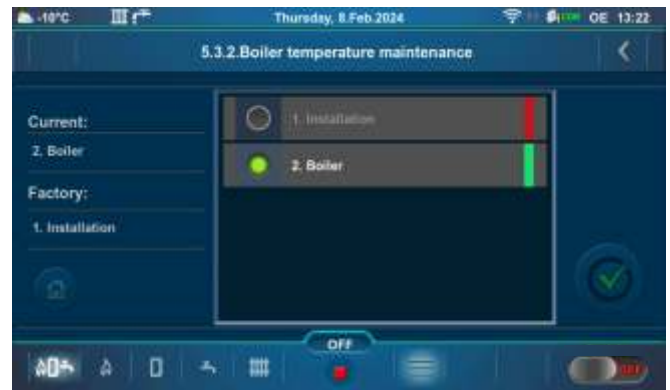 -10°C
Thursday, 8.Feb.2024
OE 13:22
5.3.2.Boiler temperature maintenance
Current:
2. Boiler
Factory:
1. Installation
1. Installation
2. Boiler
OFF
OFF